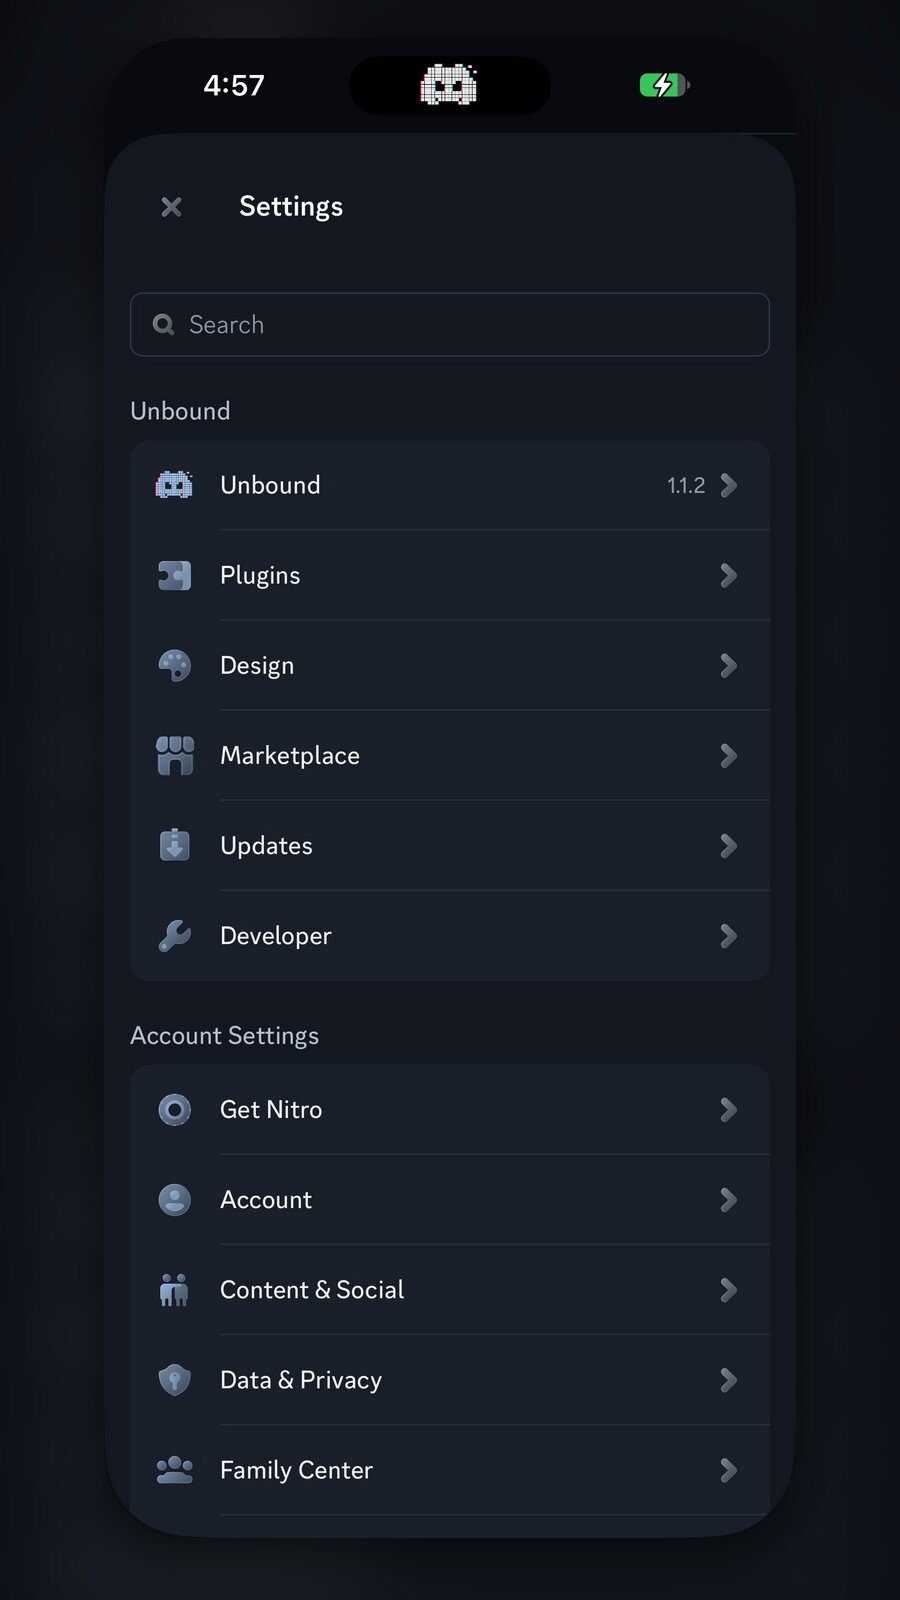 4:57
Settings
Search
Unbound
Unbound 1.1.2
Plugins
Design
Marketplace
Updates
Developer
Account Settings
Get Nitro
Account
Content & Social
Data & Privacy
Family Center